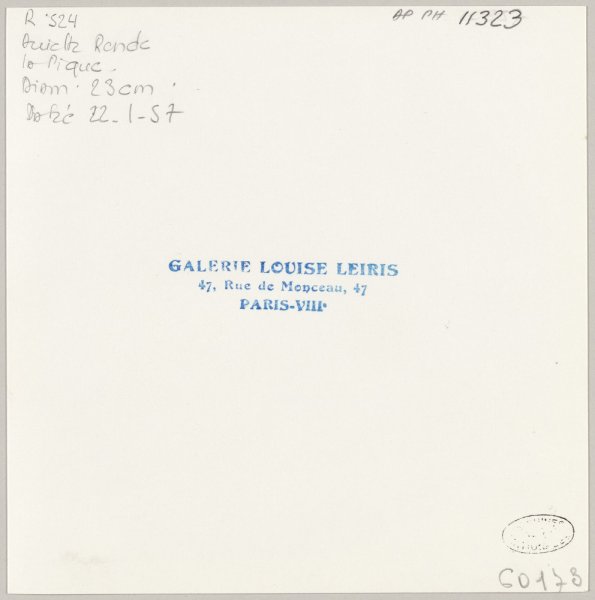 R 524
AP PH 11323
Assiette Ronde
la Pique.
Diam. 23cm.
Daté 22-1-57
GALERIE LOUISE LEIRIS
47, Rue de Monceau, 47
PARIS-VIIIe
60173